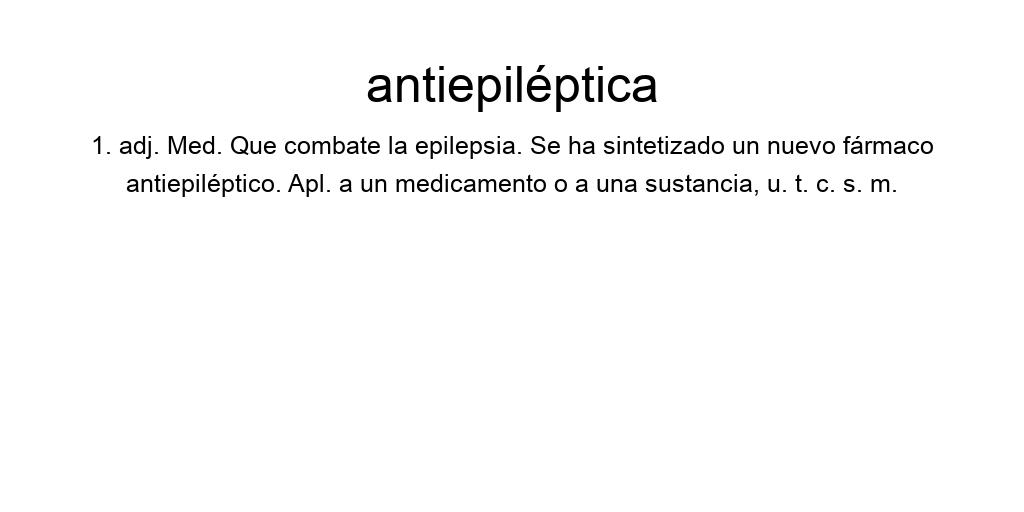 antiepiléptica
1. adj. Med. Que combate la epilepsia. Se ha sintetizado un nuevo fármaco
antiepiléptico. Apl. a un medicamento o a una sustancia, u. t. c. s. m.